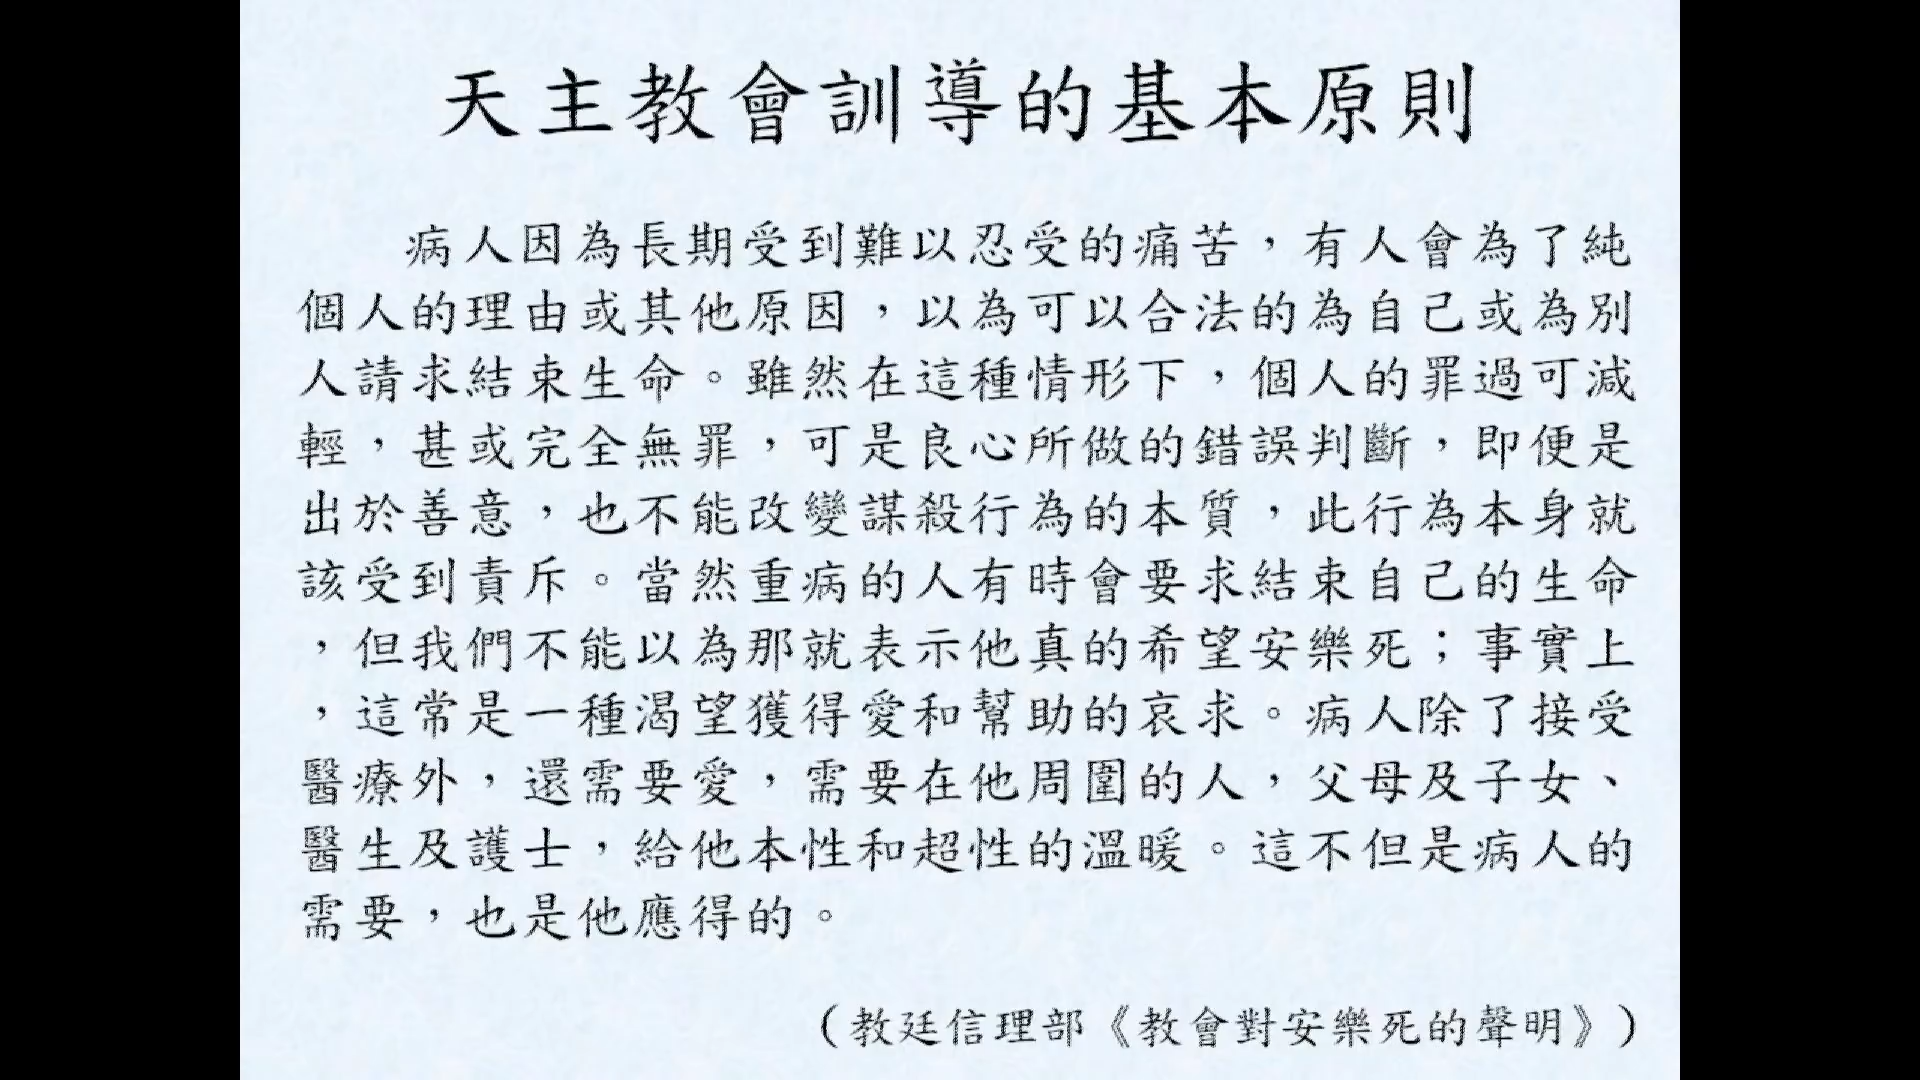 天主教會訓導的基本原則
病人因為長期受到難以忍受的痛苦，有人會為了純
個人的理由或其他原因，以為可以合法的為自己或為別
人請求結束生命。雖然在這種情形下，個人的罪過可減
輕，甚或完全無罪，可是良心所做的錯誤判斷，即便是
出於善意，也不能改變謀殺行為的本質，此行為本身就
該受到責斥。當然重病的人有時會要求結束自己的生命
，但我們不能以為那就表示他真的希望安樂死；事實上
，這常是一種渴望獲得愛和幫助的哀求。病人除了接受
醫療外，還需要愛，需要在他周圍的人，父母及子女、
醫生及護士，給他本性和超性的溫暖。這不但是病人的
需要，也是他應得的。
（教廷信理部《教會對安樂死的聲明》）